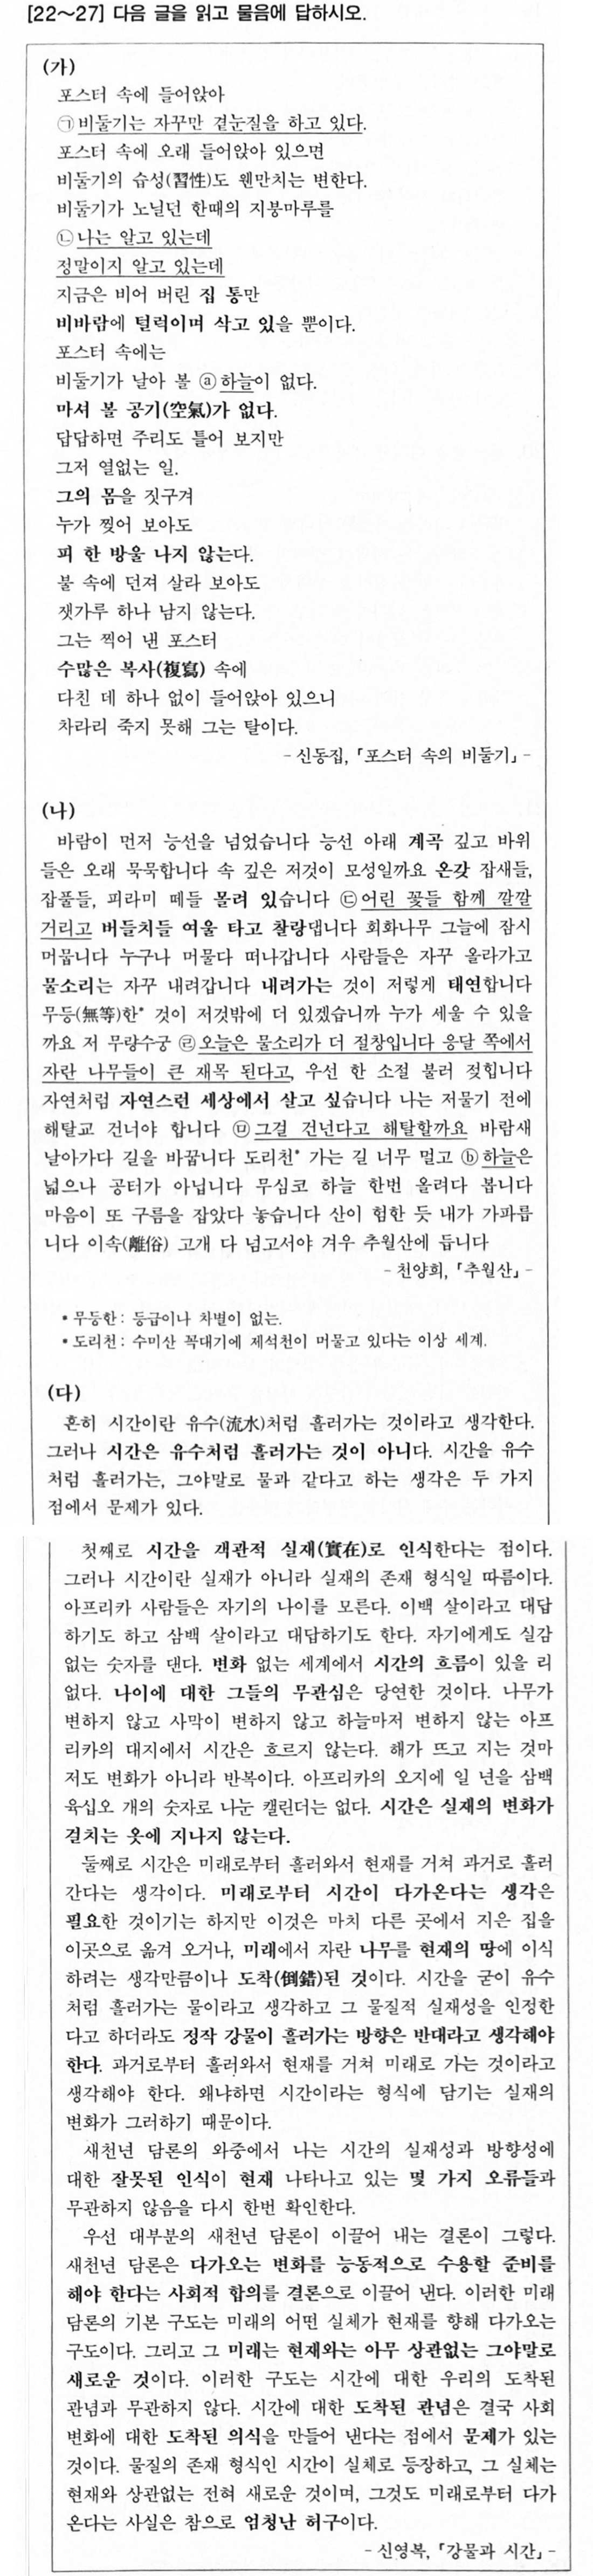 [22～27] 다음 글을 읽고 물음에 답하시오.
(가)
포스터 속에 들어앉아
㉠비둘기는 자꾸만 곁눈질을 하고 있다.
포스터 속에 오래 들어앉아 있으면
비둘기의 습성(習性)도 웬만치는 변한다.
비둘기가 노닐던 한때의 지붕마루를
㉡나는 알고 있는데
정말이지 알고 있는데
지금은 비어 버린 집 통만
비바람에 털럭이며 삭고 있을 뿐이다.
포스터 속에는
비둘기가 날아 볼 ⓐ하늘이 없다.
마셔 볼 공기(空氣)가 없다.
답답하면 주리도 틀어 보지만
그저 열없는 일.
그의 몸을 짓구겨
누가 찢어 보아도
피 한 방울 나지 않는다.
불 속에 던져 살라 보아도
잿가루 하나 남지 않는다.
그는 찍어 낸 포스터
수많은 복사(複寫) 속에
다친 데 하나 없이 들어앉아 있으니
차라리 죽지 못해 그는 탈이다.
- 신동집, 「포스터 속의 비둘기」 -
(나)
바람이 먼저 능선을 넘었습니다 능선 아래 계곡 깊고 바위
들은 오래 묵묵합니다 속 깊은 저것이 모성일까요 온갖 잡새들,
잡풀들, 피라미 떼들 몰려 있습니다 ㉢어린 꽃들 함께 깔깔
거리고 버들치들 여울 타고 찰랑댑니다 회화나무 그늘에 잠시
머뭅니다 누구나 머물다 떠나갑니다 사람들은 자꾸 올라가고
물소리는 자꾸 내려갑니다 내려가는 것이 저렇게 태연합니다
무등(無等)한* 것이 저것밖에 더 있겠습니까 누가 세울 수 있을
까요 저 무량수궁 ㉣오늘은 물소리가 더 절창입니다 응달 쪽에서
자란 나무들이 큰 재목 된다고, 우선 한 소절 불러 젖힙니다
자연처럼 자연스런 세상에서 살고 싶습니다 나는 저물기 전에
해탈교 건너야 합니다 ㉤그걸 건넌다고 해탈할까요 바람새
날아가다 길을 바꿉니다 도리천* 가는 길 너무 멀고 ⓑ하늘은
넓으나 공터가 아닙니다 무심코 하늘 한번 올려다 봅니다
마음이 또 구름을 잡았다 놓습니다 산이 험한 듯 내가 가파릅
니다 이속(離俗) 고개 다 넘고서야 겨우 추월산에 듭니다
- 천양희, 「추월산」 -
* 무등한: 등급이나 차별이 없는.
* 도리천: 수미산 꼭대기에 제석천이 머물고 있다는 이상 세계.
(다)
흔히 시간이란 유수(流水)처럼 흘러가는 것이라고 생각한다.
그러나 시간은 유수처럼 흘러가는 것이 아니다. 시간을 유수
처럼 흘러가는, 그야말로 물과 같다고 하는 생각은 두 가지
점에서 문제가 있다.
첫째로 시간을 객관적 실재(實在)로 인식한다는 점이다.
그러나 시간이란 실재가 아니라 실재의 존재 형식일 따름이다.
아프리카 사람들은 자기의 나이를 모른다. 이백 살이라고 대답
하기도 하고 삼백 살이라고 대답하기도 한다. 자기에게도 실감
없는 숫자를 댄다. 변화 없는 세계에서 시간의 흐름이 있을 리
없다. 나이에 대한 그들의 무관심은 당연한 것이다. 나무가
변하지 않고 사막이 변하지 않고 하늘마저 변하지 않는 아프
리카의 대지에서 시간은 흐르지 않는다. 해가 뜨고 지는 것마
저도 변화가 아니라 반복이다. 아프리카의 오지에 일 년을 삼백
육십오 개의 숫자로 나눈 캘린더는 없다. 시간은 실재의 변화가
걸치는 옷에 지나지 않는다.
둘째로 시간은 미래로부터 흘러와서 현재를 거쳐 과거로 흘러
간다는 생각이다. 미래로부터 시간이 다가온다는 생각은
필요한 것이기는 하지만 이것은 마치 다른 곳에서 지은 집을
이곳으로 옮겨 오거나, 미래에서 자란 나무를 현재의 땅에 이식
하려는 생각만큼이나 도착(倒錯)된 것이다. 시간을 굳이 유수
처럼 흘러가는 물이라고 생각하고 그 물질적 실재성을 인정한
다고 하더라도 정작 강물이 흘러가는 방향은 반대라고 생각해야
한다. 과거로부터 흘러와서 현재를 거쳐 미래로 가는 것이라고
생각해야 한다. 왜냐하면 시간이라는 형식에 담기는 실재의
변화가 그러하기 때문이다.
새천년 담론의 와중에서 나는 시간의 실재성과 방향성에
대한 잘못된 인식이 현재 나타나고 있는 몇 가지 오류들과
무관하지 않음을 다시 한번 확인한다.
우선 대부분의 새천년 담론이 이끌어 내는 결론이 그렇다.
새천년 담론은 다가오는 변화를 능동적으로 수용할 준비를
해야 한다는 사회적 합의를 결론으로 이끌어 낸다. 이러한 미래
담론의 기본 구도는 미래의 어떤 실체가 현재를 향해 다가오는
구도이다. 그리고 그 미래는 현재와는 아무 상관없는 그야말로
새로운 것이다. 이러한 구도는 시간에 대한 우리의 도착된
관념과 무관하지 않다. 시간에 대한 도착된 관념은 결국 사회
변화에 대한 도착된 의식을 만들어 낸다는 점에서 문제가 있는
것이다. 물질의 존재 형식인 시간이 실체로 등장하고, 그 실체는
현재와 상관없는 전혀 새로운 것이며, 그것도 미래로부터 다가
온다는 사실은 참으로 엄청난 허구이다.
- 신영복, 「강물과 시간」 -